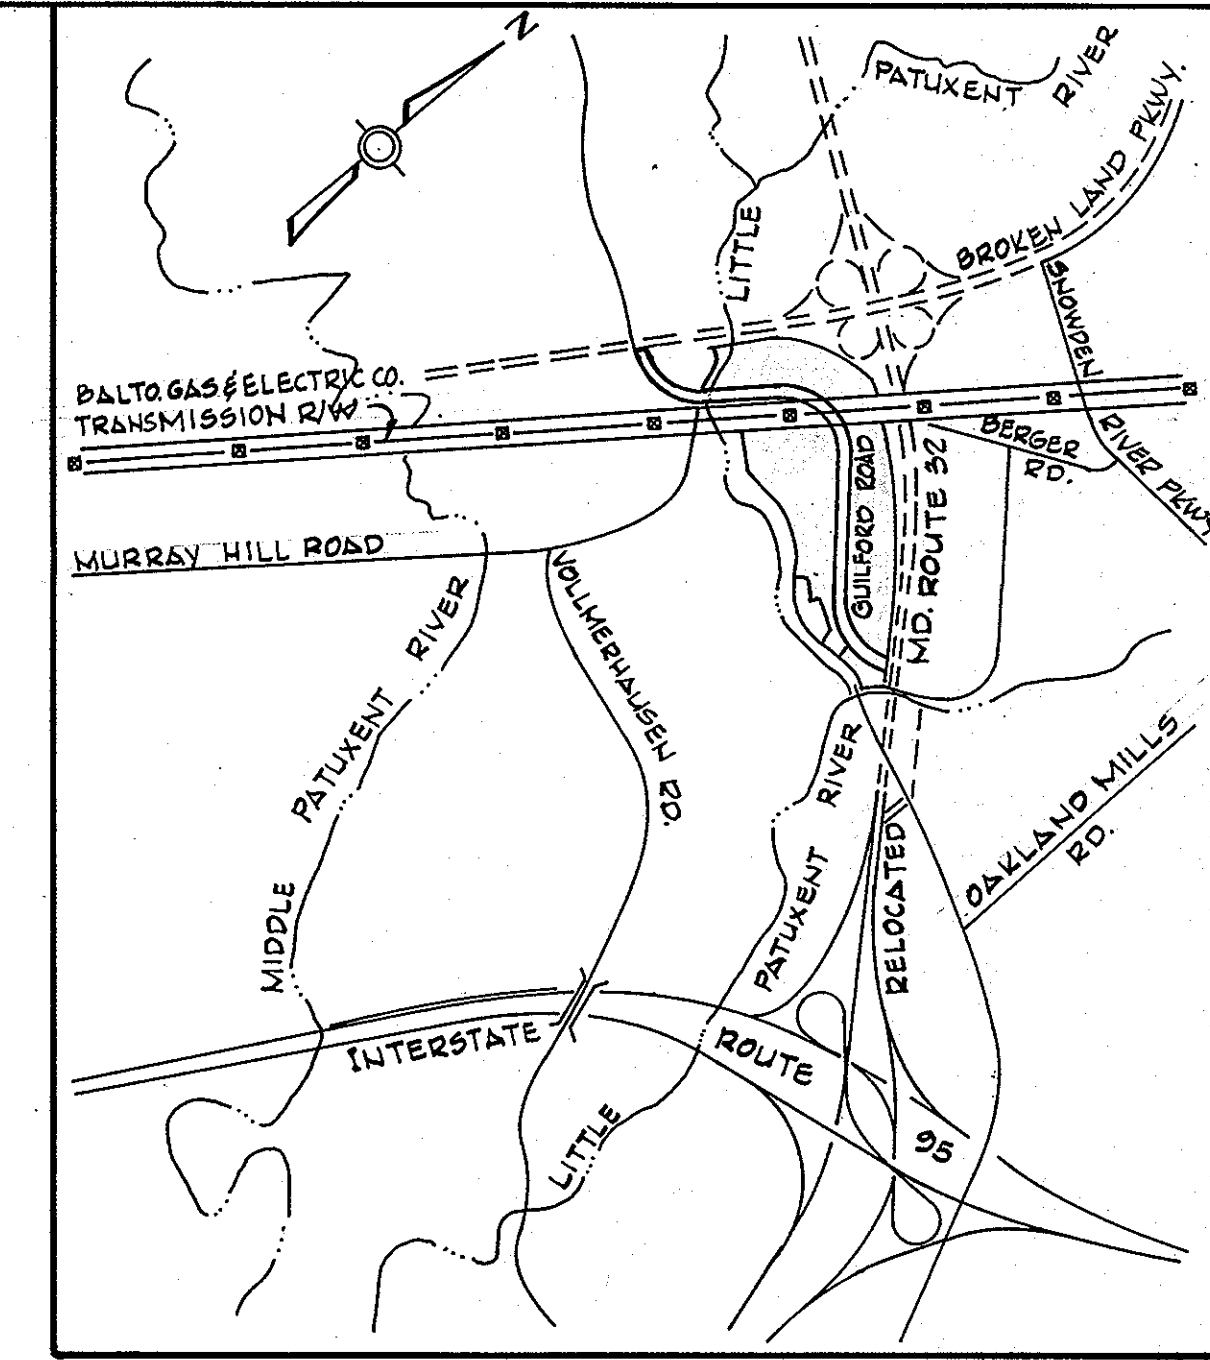 N
PATUXENT RIVER
BROKEN LAND PKWY.
LITTLE
SNOWDEN
RIVER PKWY
BALTO. GAS & ELECTRIC CO.
TRANSMISSION R/W
BERGER
RD.
GUILFORD ROAD
MD. ROUTE 32
MURRAY HILL ROAD
VOLLMERHAUSEN RD.
MIDDLE PATUXENT RIVER
OAKLAND MILLS
RD.
RELOCATED
LITTLE PATUXENT RIVER
INTERSTATE ROUTE 95